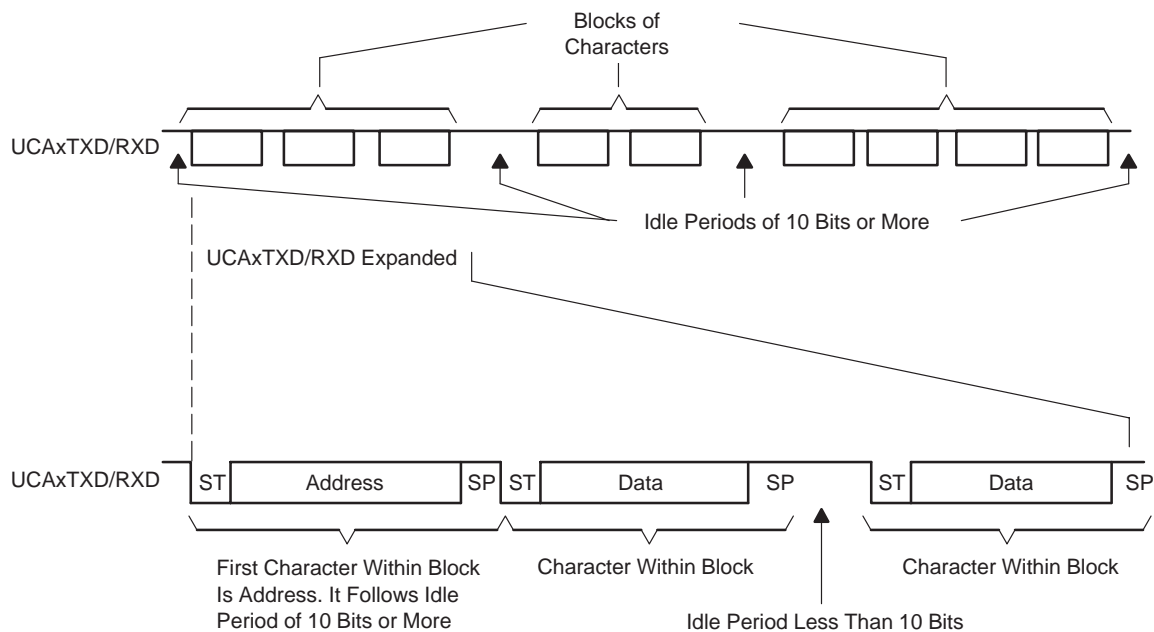 Blocks of
Characters
UCAxTXD/RXD
Idle Periods of 10 Bits or More
UCAxTXD/RXD Expanded
UCAxTXD/RXD
ST
Address
SP
ST
Data
SP
ST
Data
SP
First Character Within Block
Is Address. It Follows Idle
Period of 10 Bits or More
Character Within Block
Character Within Block
Idle Period Less Than 10 Bits